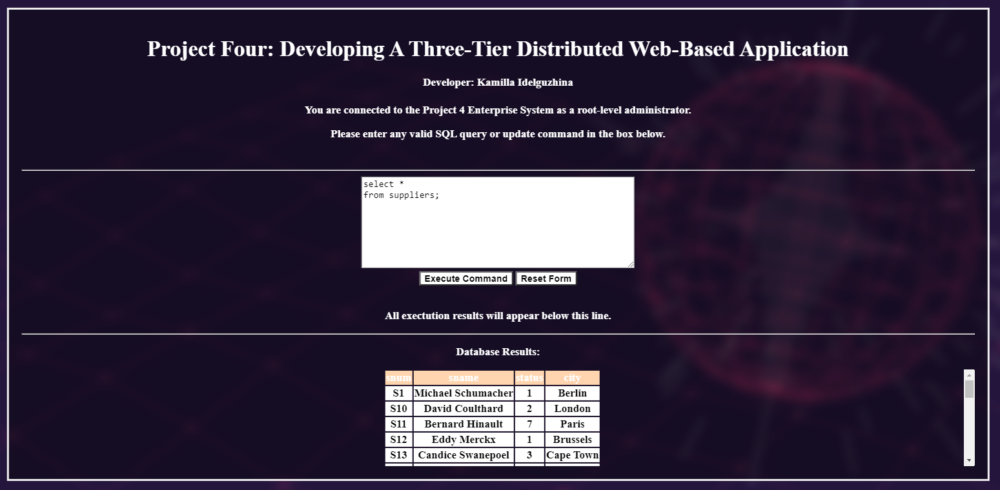 Project Four: Developing A Three-Tier Distributed Web-Based Application
Developer: Kamilla Idelguzhina
You are connected to the Project 4 Enterprise System as a root-level administrator.
Please enter any valid SQL query or update command in the box below.
select *
from suppliers;
Execute Command Reset Form
All exectution results will appear below this line.
Database Results:
snum sname status city
S1 Michael Schumacher 1 Berlin
S10 David Coulthard 2 London
S11 Bernard Hinault 7 Paris
S12 Eddy Merckx 1 Brussels
S13 Candice Swanepoel 3 Cape Town